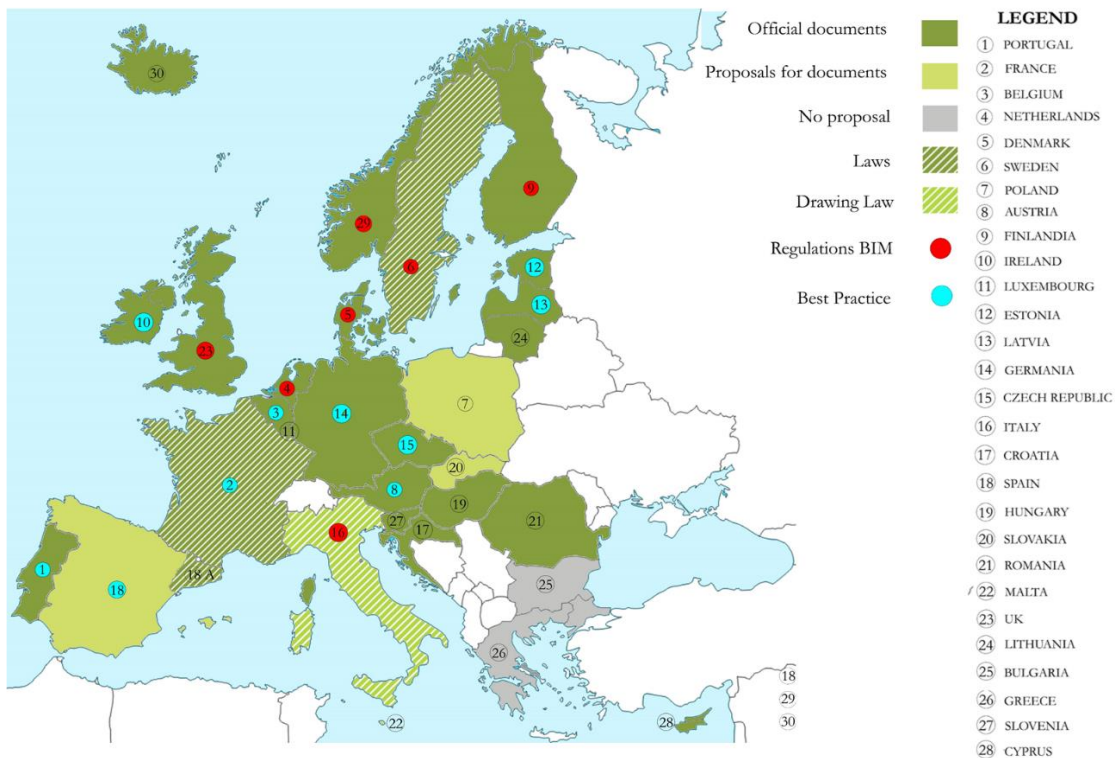 Official documents
Proposals for documents
No proposal
Laws
Drawing Law
Regulations BIM
Best Practice
LEGEND
1 PORTUGAL
2 FRANCE
3 BELGIUM
4 NETHERLANDS
5 DENMARK
6 SWEDEN
7 POLAND
8 AUSTRIA
9 FINLANDIA
10 IRELAND
11 LUXEMBOURG
12 ESTONIA
13 LATVIA
14 GERMANIA
15 CZECH REPUBLIC
16 ITALY
17 CROATIA
18 SPAIN
19 HUNGARY
20 SLOVAKIA
21 ROMANIA
22 MALTA
23 UK
24 LITHUANIA
25 BULGARIA
26 GREECE
27 SLOVENIA
28 CYPRUS
30
9
29
6
12
13
10
5
24
23
4
7
3
14
11
15
20
2
8
19
21
27
17
16
1
18 A
18
25
26
22
28
18
29
30